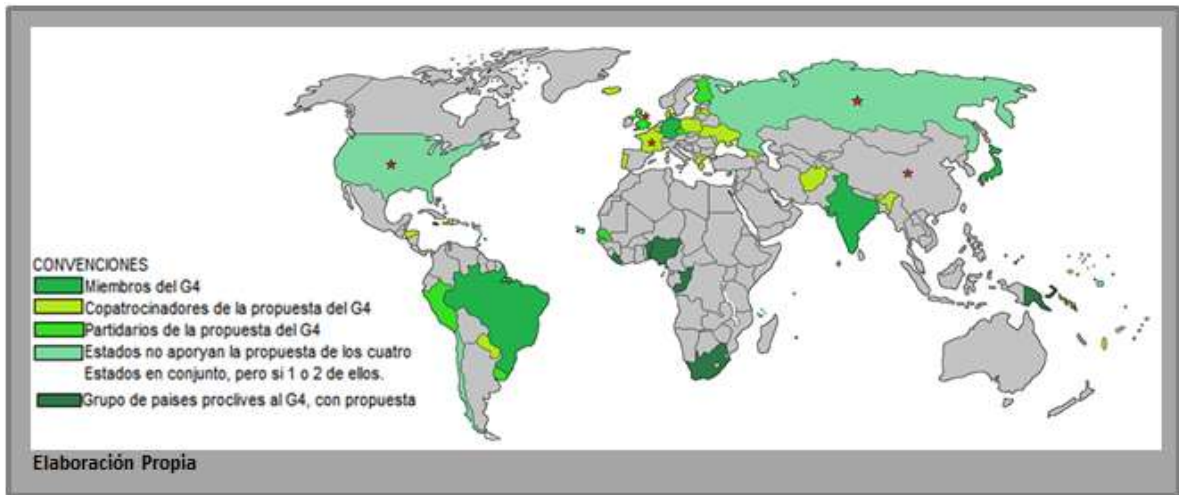 CONVENCIONES
Miembros del G4
Copatrocinadores de la propuesta del G4
Partidarios de la propuesta del G4
Estados no aporyan la propuesta de los cuatro
Estados en conjunto, pero si 1 o 2 de ellos.
Grupo de paises proclives al G4, con propuesta
Elaboración Propia